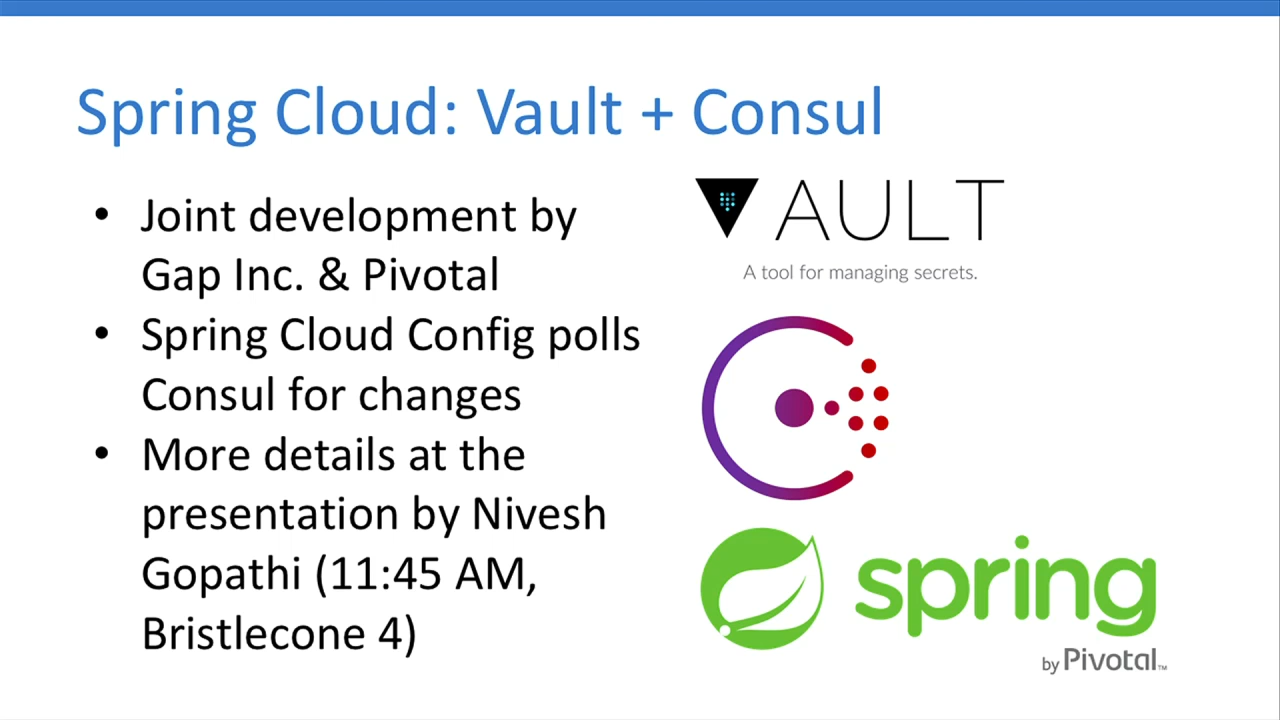 Spring Cloud: Vault + Consul
• Joint development by
Gap Inc. & Pivotal
• Spring Cloud Config polls
Consul for changes
• More details at the
presentation by Nivesh
Gopathi (11:45 AM,
Bristlecone 4)
VAULT
A tool for managing secrets.
spring
by Pivotal™